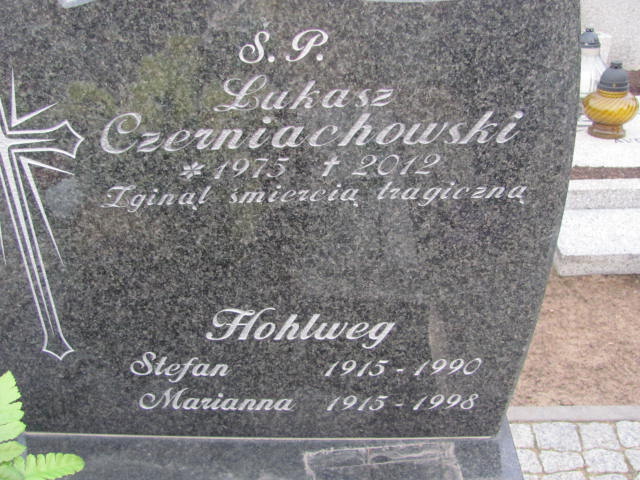 Ś.P.
Łukasz
Czerniachowski
* 1975 † 2012
Zginął śmiercią tragiczną
Hohlweg
Stefan 1915 - 1990
Marianna 1915 - 1998